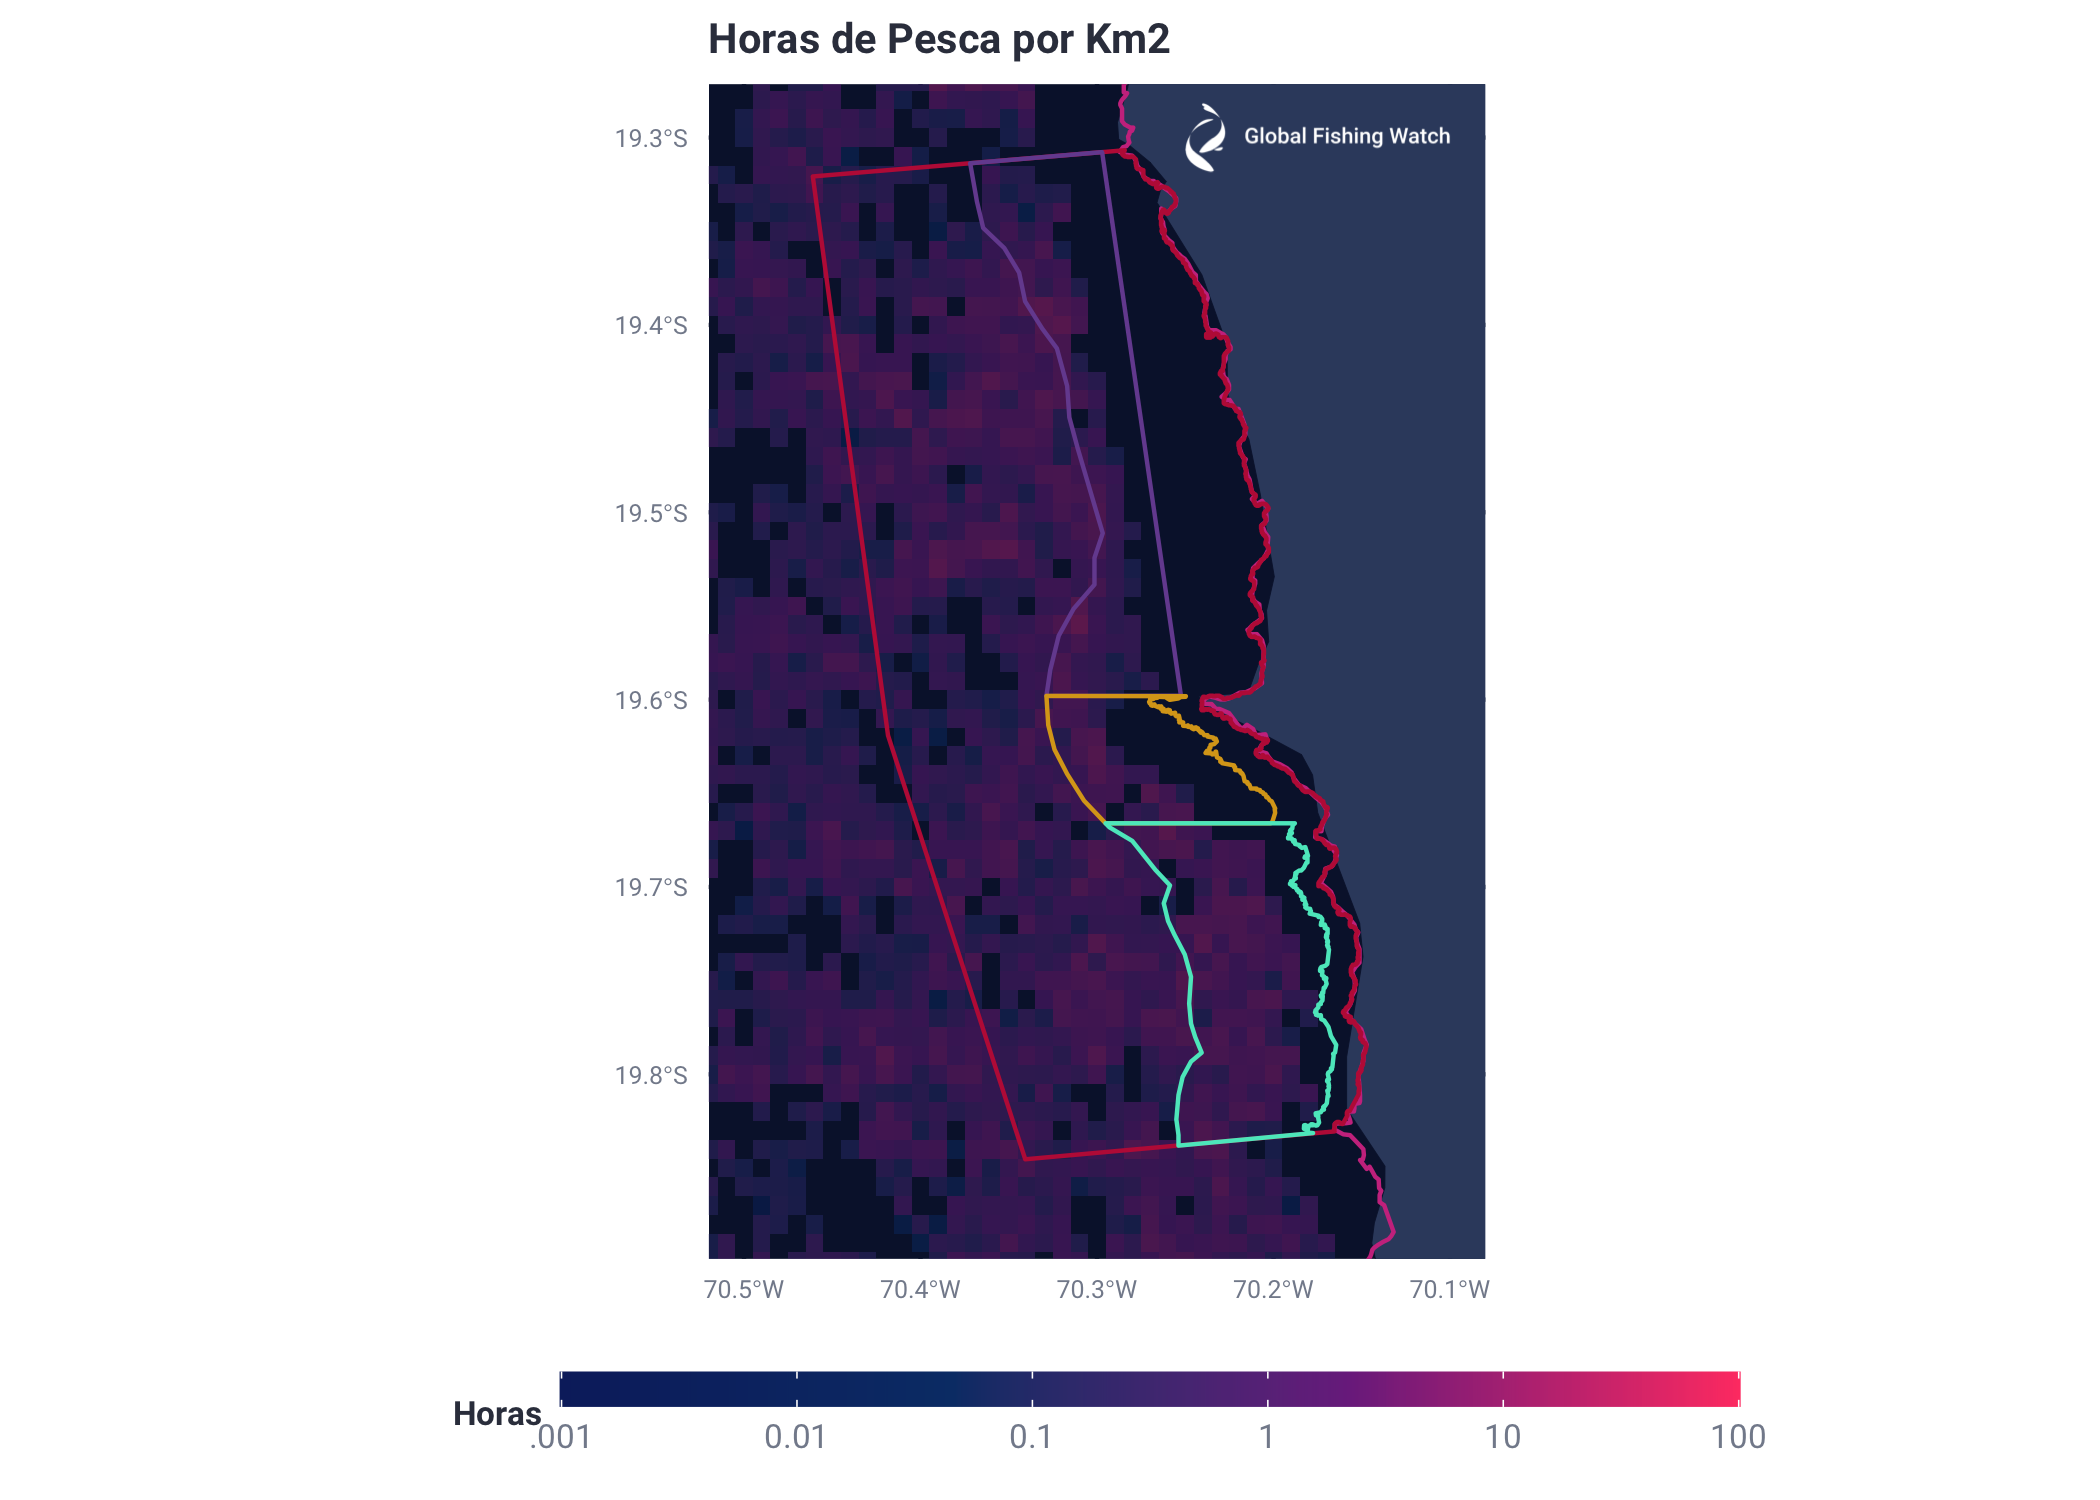 Horas de Pesca por Km2
Global Fishing Watch
19.3°S
19.4°S
19.5°S
19.6°S
19.7°S
19.8°S
70.5°W 70.4°W 70.3°W 70.2°W 70.1°W
Horas
.001 0.01 0.1 1 10 100